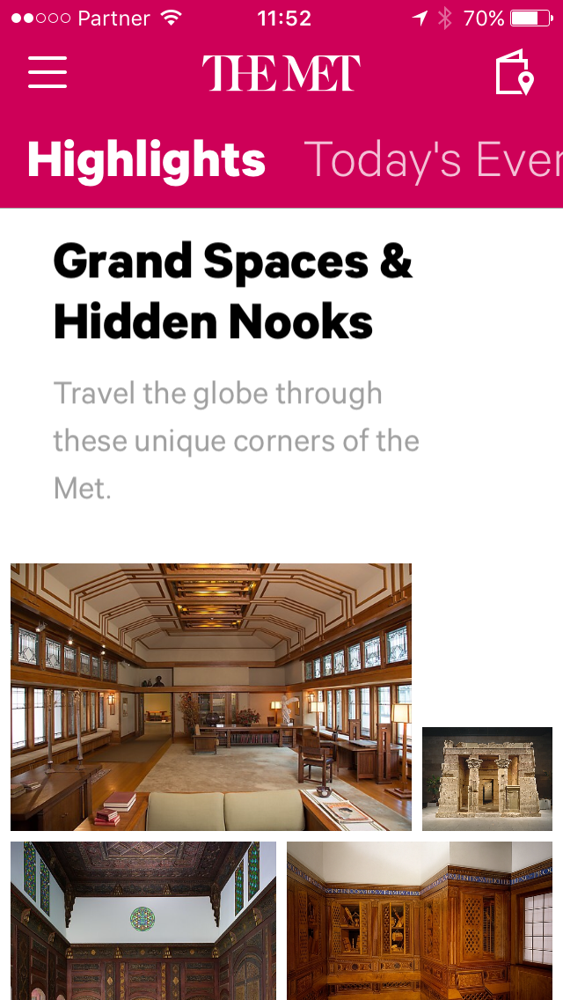 Partner 11:52 70%
THE MET
Highlights Today's Ever
Grand Spaces &
Hidden Nooks
Travel the globe through
these unique corners of the
Met.